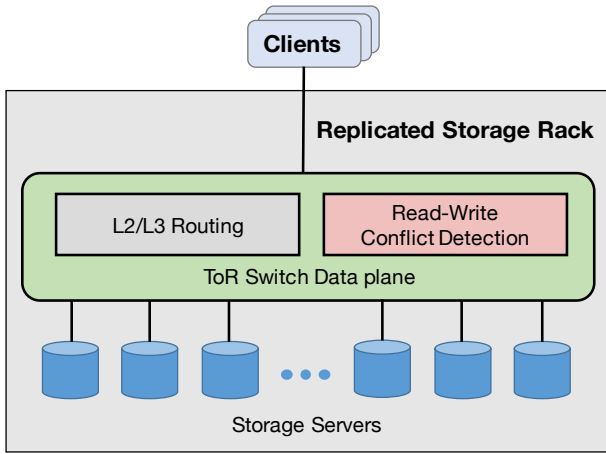 Clients
Replicated Storage Rack
L2/L3 Routing
Read-Write
Conflict Detection
ToR Switch Data plane
Storage Servers